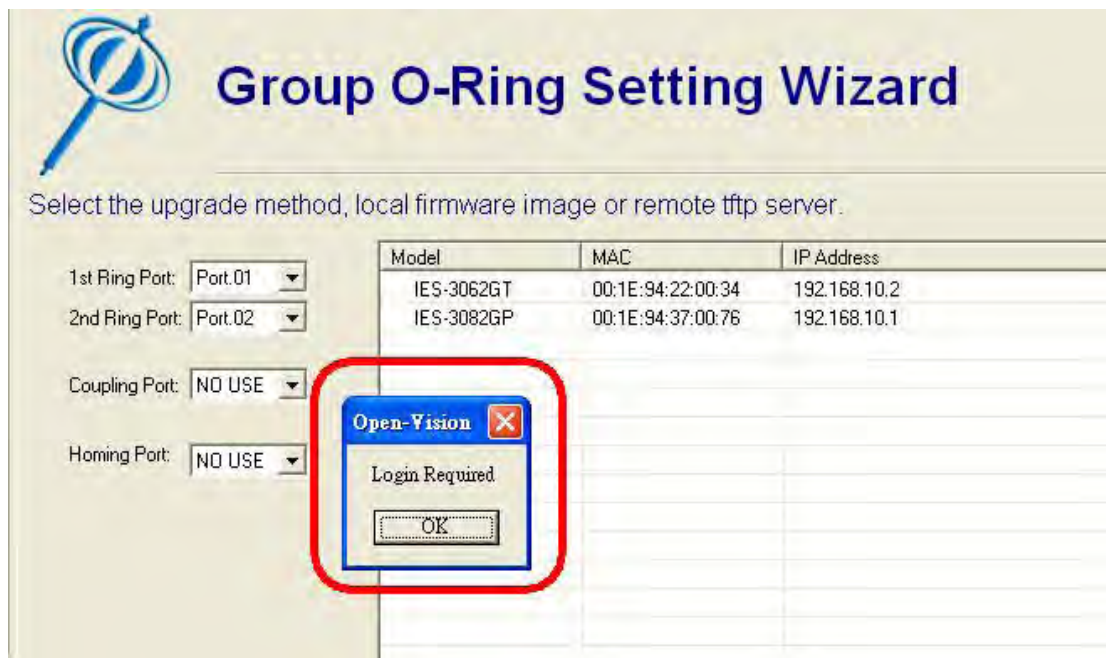 Group O-Ring Setting Wizard
Select the upgrade method, local firmware image or remote tftp server.
1st Ring Port: Port.01
2nd Ring Port: Port.02
Coupling Port: NO USE
Homing Port: NO USE
Model MAC IP Address
IES-3062GT 00:1E:94:22:00:34 192.168.10.2
IES-3082GP 00:1E:94:37:00:76 192.168.10.1
Open-Vision
Login Required
OK